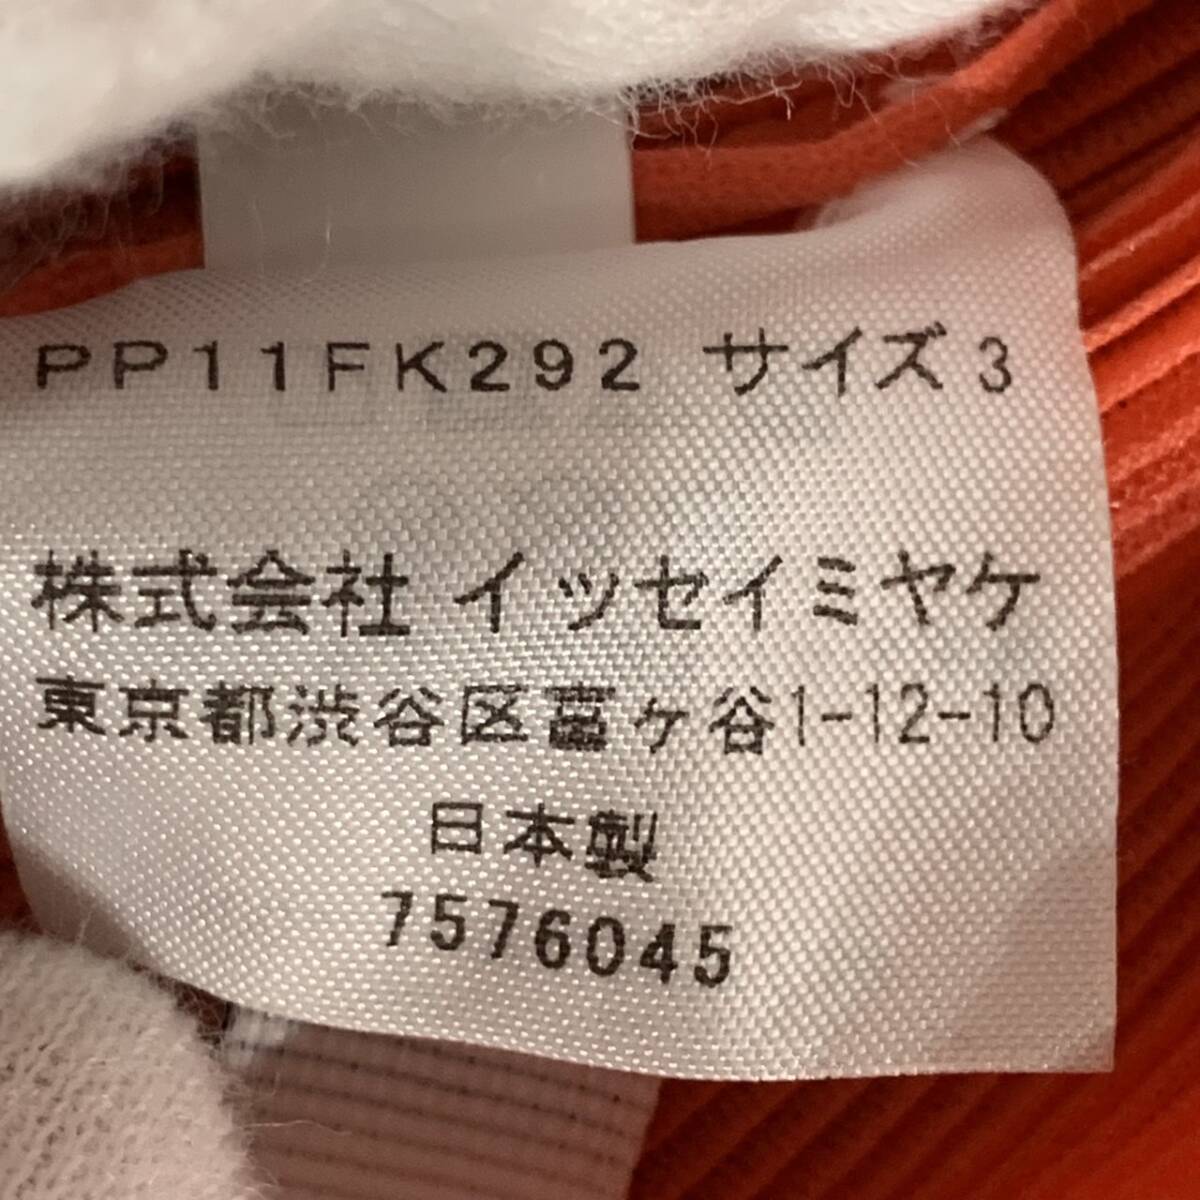 PP11FK292 サイズ3
株式会社 イッセイミヤケ
東京都渋谷区富ヶ谷1-12-10
日本製
7576045